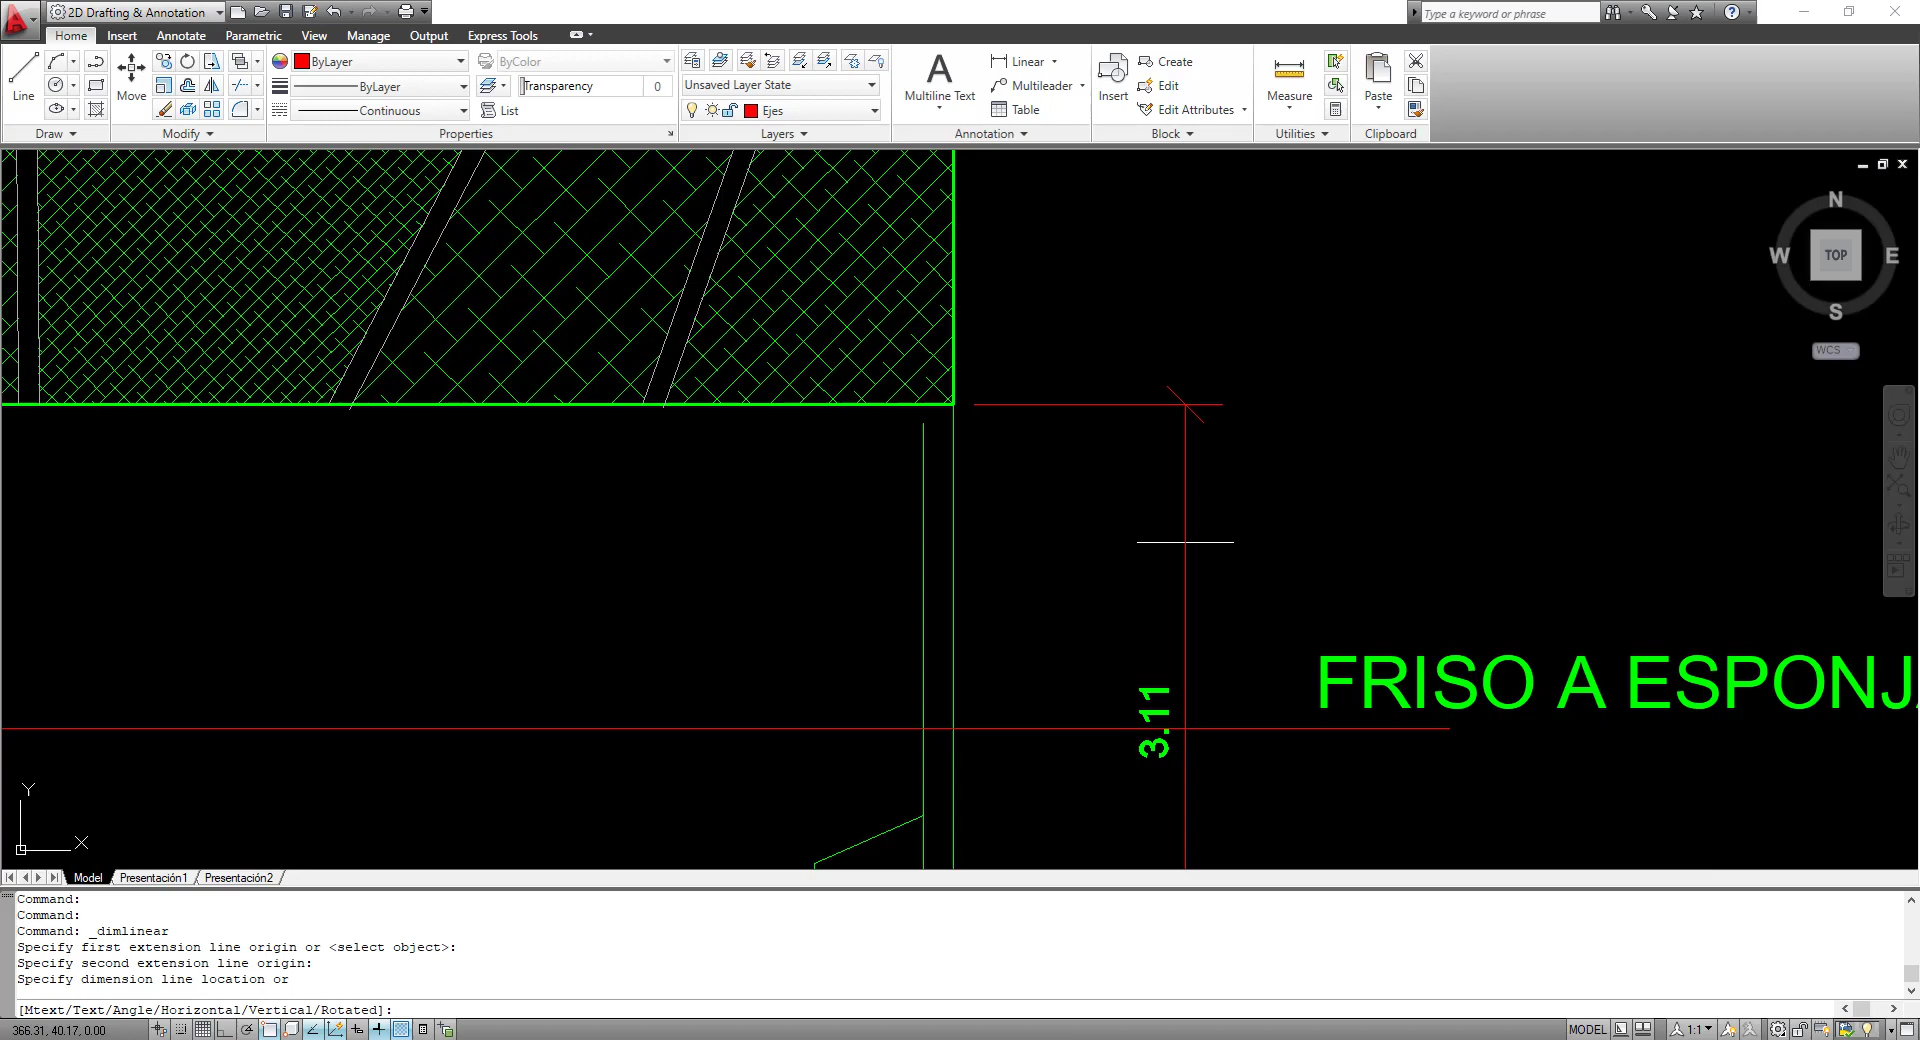 2D Drafting & Annotation
Type a keyword or phrase
Home Insert Annotate Parametric View Manage Output Express Tools
Line
Move
ByLayer
ByLayer
Continuous
ByColor
Transparency 0
List
Unsaved Layer State
Ejes
A
Multiline Text
Linear
Multileader
Table
Insert
Create
Edit
Edit Attributes
Measure
Paste
Draw Modify Properties Layers Annotation Block Utilities Clipboard
N
W TOP E
S
WCS
3.11
FRISO A ESPONJ
Y
X
Model Presentación1 Presentación2
Command:
Command:
Command: _dimlinear
Specify first extension line origin or <select object>:
Specify second extension line origin:
Specify dimension line location or
[Mtext/Text/Angle/Horizontal/Vertical/Rotated]:
366.31, 40.17, 0.00
MODEL
1:1